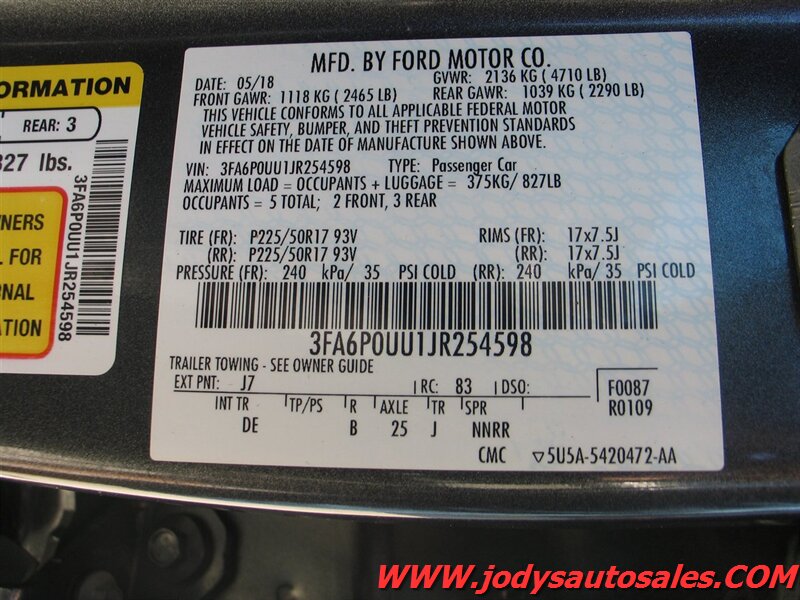 ORMATION
REAR: 3
827 lbs.
3FA6P0UU1JR254598
WNERS
FOR
NAL
ATION
MFD. BY FORD MOTOR CO.
DATE: 05/18 GVWR: 2136 KG ( 4710 LB)
FRONT GAWR: 1118 KG ( 2465 LB) REAR GAWR: 1039 KG ( 2290 LB)
THIS VEHICLE CONFORMS TO ALL APPLICABLE FEDERAL MOTOR
VEHICLE SAFETY, BUMPER, AND THEFT PREVENTION STANDARDS
IN EFFECT ON THE DATE OF MANUFACTURE SHOWN ABOVE.
VIN: 3FA6P0UU1JR254598 TYPE: Passenger Car
MAXIMUM LOAD = OCCUPANTS + LUGGAGE = 375KG/ 827LB
OCCUPANTS = 5 TOTAL; 2 FRONT, 3 REAR
TIRE (FR): P225/50R17 93V RIMS (FR): 17x7.5J
(RR): P225/50R17 93V (RR): 17x7.5J
PRESSURE (FR): 240 kPa/ 35 PSI COLD (RR): 240 kPa/ 35 PSI COLD
3FA6P0UU1JR254598
TRAILER TOWING - SEE OWNER GUIDE
EXT PNT: J7 RC: 83 DSO: F0087
INT TR TP/PS R AXLE TR SPR R0109
DE B 25 J NNRR
CMC ▽5U5A-5420472-AA
WWW.jodysautosales.COM